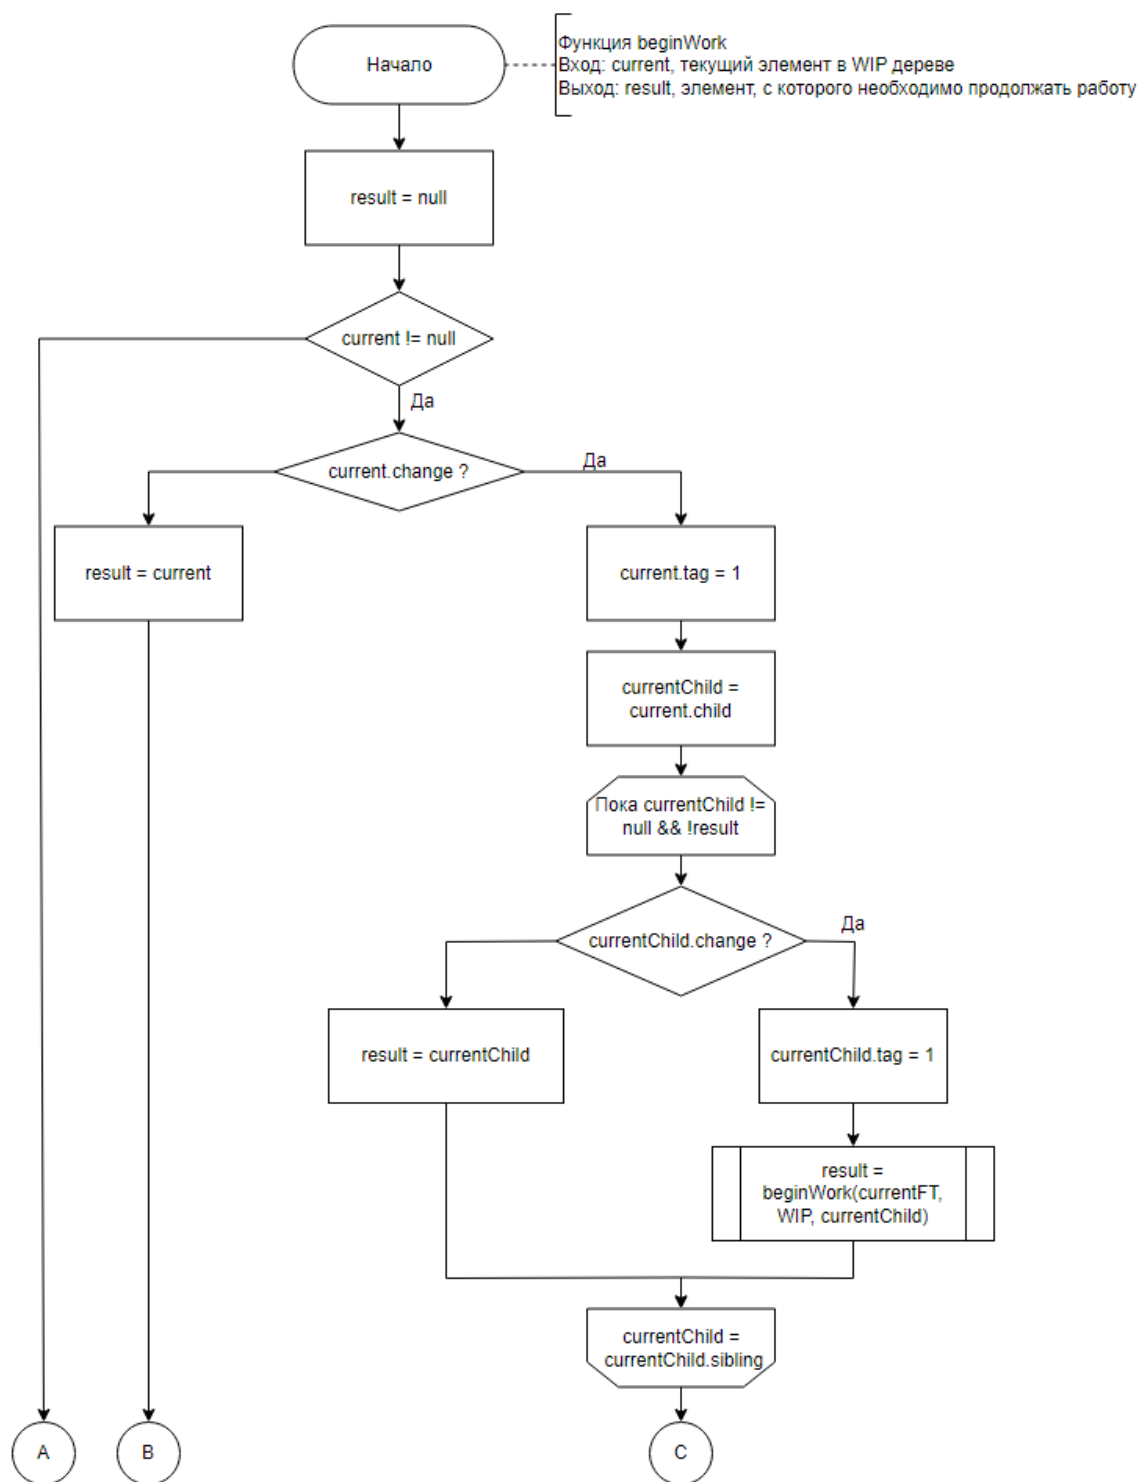 Начало
Функция beginWork
Вход: current, текущий элемент в WIP дереве
Выход: result, элемент, с которого необходимо продолжать работу
result = null
current != null
Да
current.change ?
Да
result = current
current.tag = 1
currentChild =
current.child
Пока currentChild !=
null && !result
currentChild.change ?
Да
result = currentChild
currentChild.tag = 1
result =
beginWork(currentFT,
WIP, currentChild)
currentChild =
currentChild.sibling
A
B
C